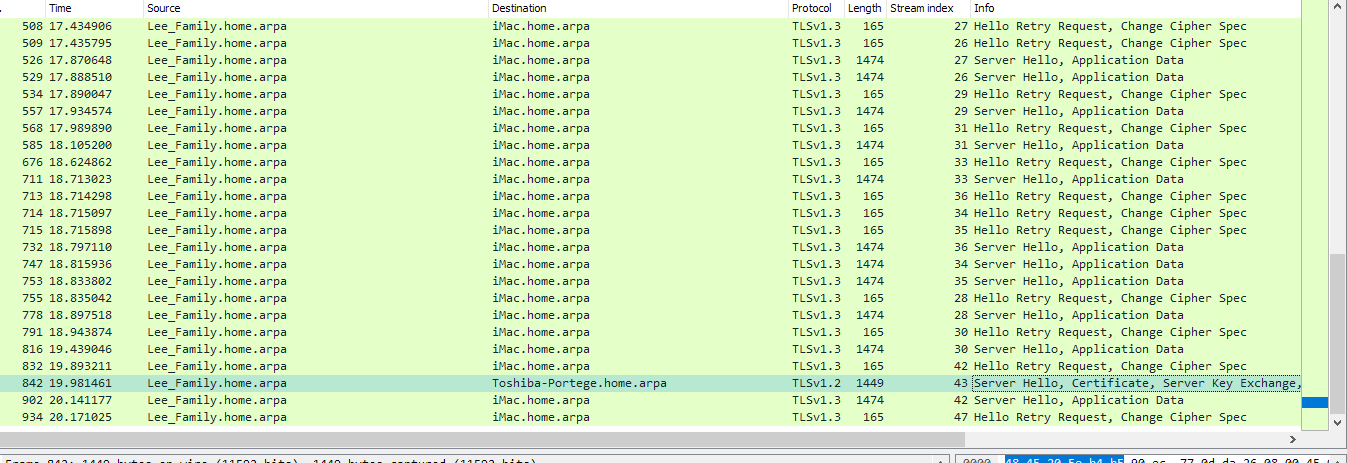 Time Source Destination Protocol Length Stream index Info
508 17.434906 Lee_Family.home.arpa iMac.home.arpa TLSv1.3 165 27 Hello Retry Request, Change Cipher Spec
509 17.435795 Lee_Family.home.arpa iMac.home.arpa TLSv1.3 165 26 Hello Retry Request, Change Cipher Spec
526 17.870648 Lee_Family.home.arpa iMac.home.arpa TLSv1.3 1474 27 Server Hello, Application Data
529 17.888510 Lee_Family.home.arpa iMac.home.arpa TLSv1.3 1474 26 Server Hello, Application Data
534 17.890047 Lee_Family.home.arpa iMac.home.arpa TLSv1.3 165 29 Hello Retry Request, Change Cipher Spec
557 17.934574 Lee_Family.home.arpa iMac.home.arpa TLSv1.3 1474 29 Server Hello, Application Data
568 17.989890 Lee_Family.home.arpa iMac.home.arpa TLSv1.3 165 31 Hello Retry Request, Change Cipher Spec
585 18.105200 Lee_Family.home.arpa iMac.home.arpa TLSv1.3 1474 31 Server Hello, Application Data
676 18.624862 Lee_Family.home.arpa iMac.home.arpa TLSv1.3 165 33 Hello Retry Request, Change Cipher Spec
711 18.713023 Lee_Family.home.arpa iMac.home.arpa TLSv1.3 1474 33 Server Hello, Application Data
713 18.714298 Lee_Family.home.arpa iMac.home.arpa TLSv1.3 165 36 Hello Retry Request, Change Cipher Spec
714 18.715097 Lee_Family.home.arpa iMac.home.arpa TLSv1.3 165 34 Hello Retry Request, Change Cipher Spec
715 18.715898 Lee_Family.home.arpa iMac.home.arpa TLSv1.3 165 35 Hello Retry Request, Change Cipher Spec
732 18.797110 Lee_Family.home.arpa iMac.home.arpa TLSv1.3 1474 36 Server Hello, Application Data
747 18.815936 Lee_Family.home.arpa iMac.home.arpa TLSv1.3 1474 34 Server Hello, Application Data
753 18.833802 Lee_Family.home.arpa iMac.home.arpa TLSv1.3 1474 35 Server Hello, Application Data
755 18.835042 Lee_Family.home.arpa iMac.home.arpa TLSv1.3 165 28 Hello Retry Request, Change Cipher Spec
778 18.897518 Lee_Family.home.arpa iMac.home.arpa TLSv1.3 1474 28 Server Hello, Application Data
791 18.943874 Lee_Family.home.arpa iMac.home.arpa TLSv1.3 165 30 Hello Retry Request, Change Cipher Spec
816 19.439046 Lee_Family.home.arpa iMac.home.arpa TLSv1.3 1474 30 Server Hello, Application Data
832 19.893211 Lee_Family.home.arpa iMac.home.arpa TLSv1.3 165 42 Hello Retry Request, Change Cipher Spec
842 19.981461 Lee_Family.home.arpa Toshiba-Portege.home.arpa TLSv1.2 1449 43 Server Hello, Certificate, Server Key Exchange,
902 20.141177 Lee_Family.home.arpa iMac.home.arpa TLSv1.3 1474 42 Server Hello, Application Data
934 20.171025 Lee_Family.home.arpa iMac.home.arpa TLSv1.3 165 47 Hello Retry Request, Change Cipher Spec